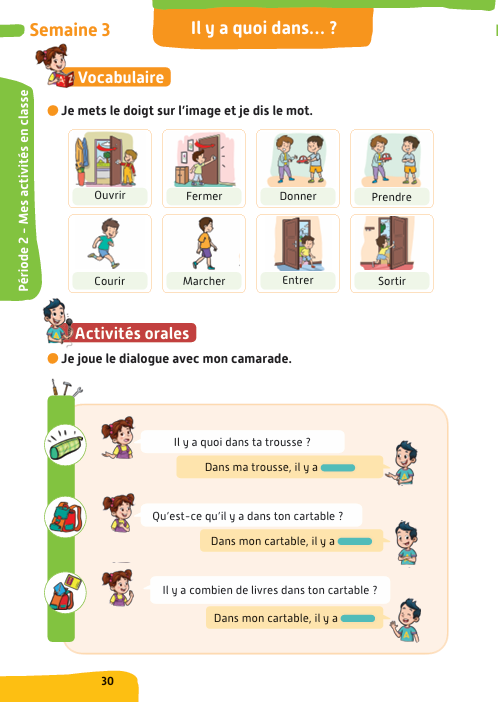 Semaine 3
Il y a quoi dans... ?
Période 2 - Mes activités en classe
A Z
Vocabulaire
Je mets le doigt sur l'image et je dis le mot.
Ouvrir
Fermer
Donner
Prendre
Courir
Marcher
Entrer
Sortir
Activités orales
Je joue le dialogue avec mon camarade.
Il y a quoi dans ta trousse ?
Dans ma trousse, il y a
Qu'est-ce qu'il y a dans ton cartable ?
Dans mon cartable, il y a
Il y a combien de livres dans ton cartable ?
Dans mon cartable, il y a
30